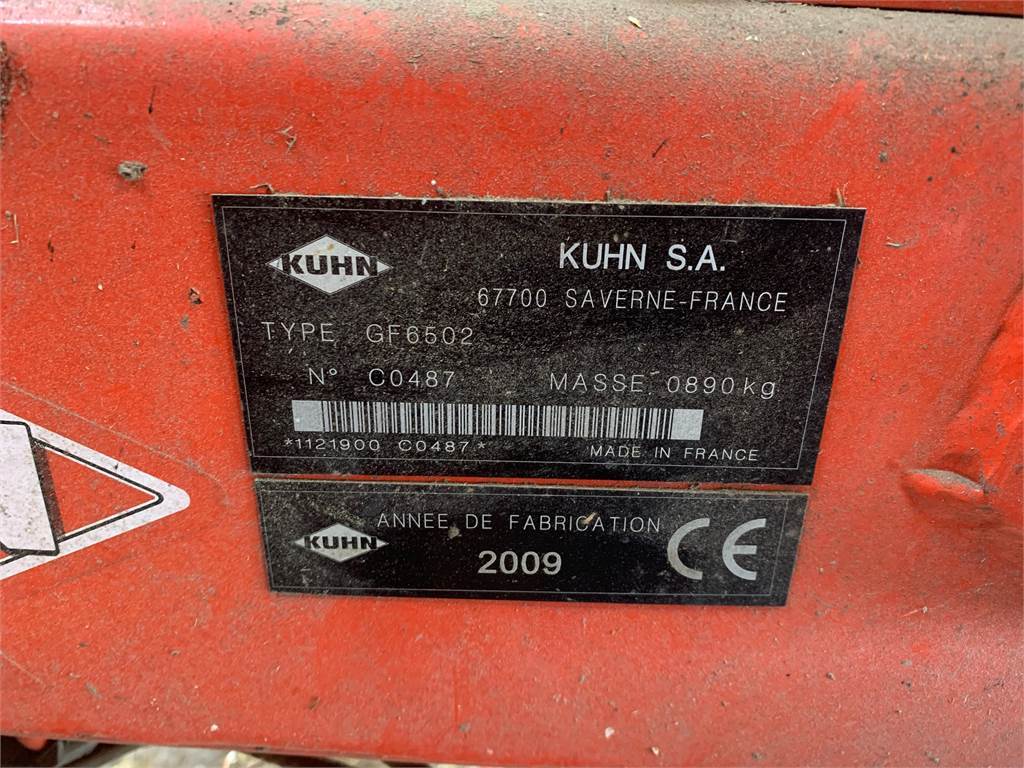 KUHN
KUHN S.A.
67700 SAVERNE-FRANCE
TYPE GF6502
N° C0487 MASSE 0890kg
*1121900 C0487*
MADE IN FRANCE
KUHN
ANNEE DE FABRICATION
2009
CE